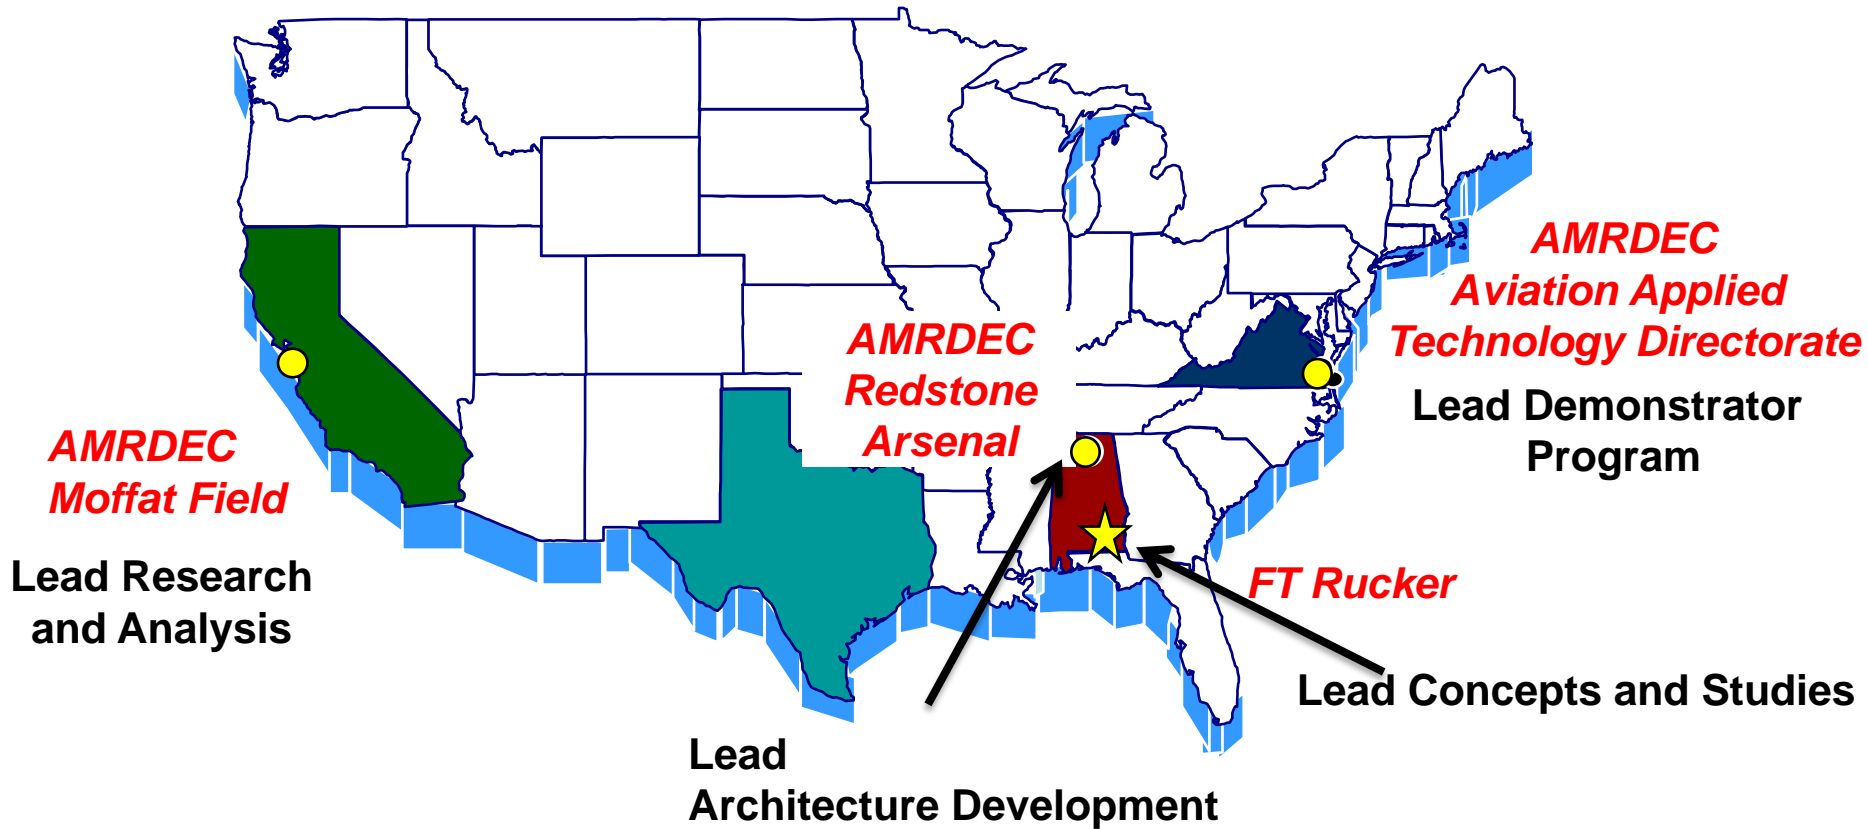 AMRDEC
Moffat Field
Lead Research
and Analysis
AMRDEC
Redstone
Arsenal
Lead
Architecture Development
AMRDEC
Aviation Applied
Technology Directorate
Lead Demonstrator
Program
FT Rucker
Lead Concepts and Studies